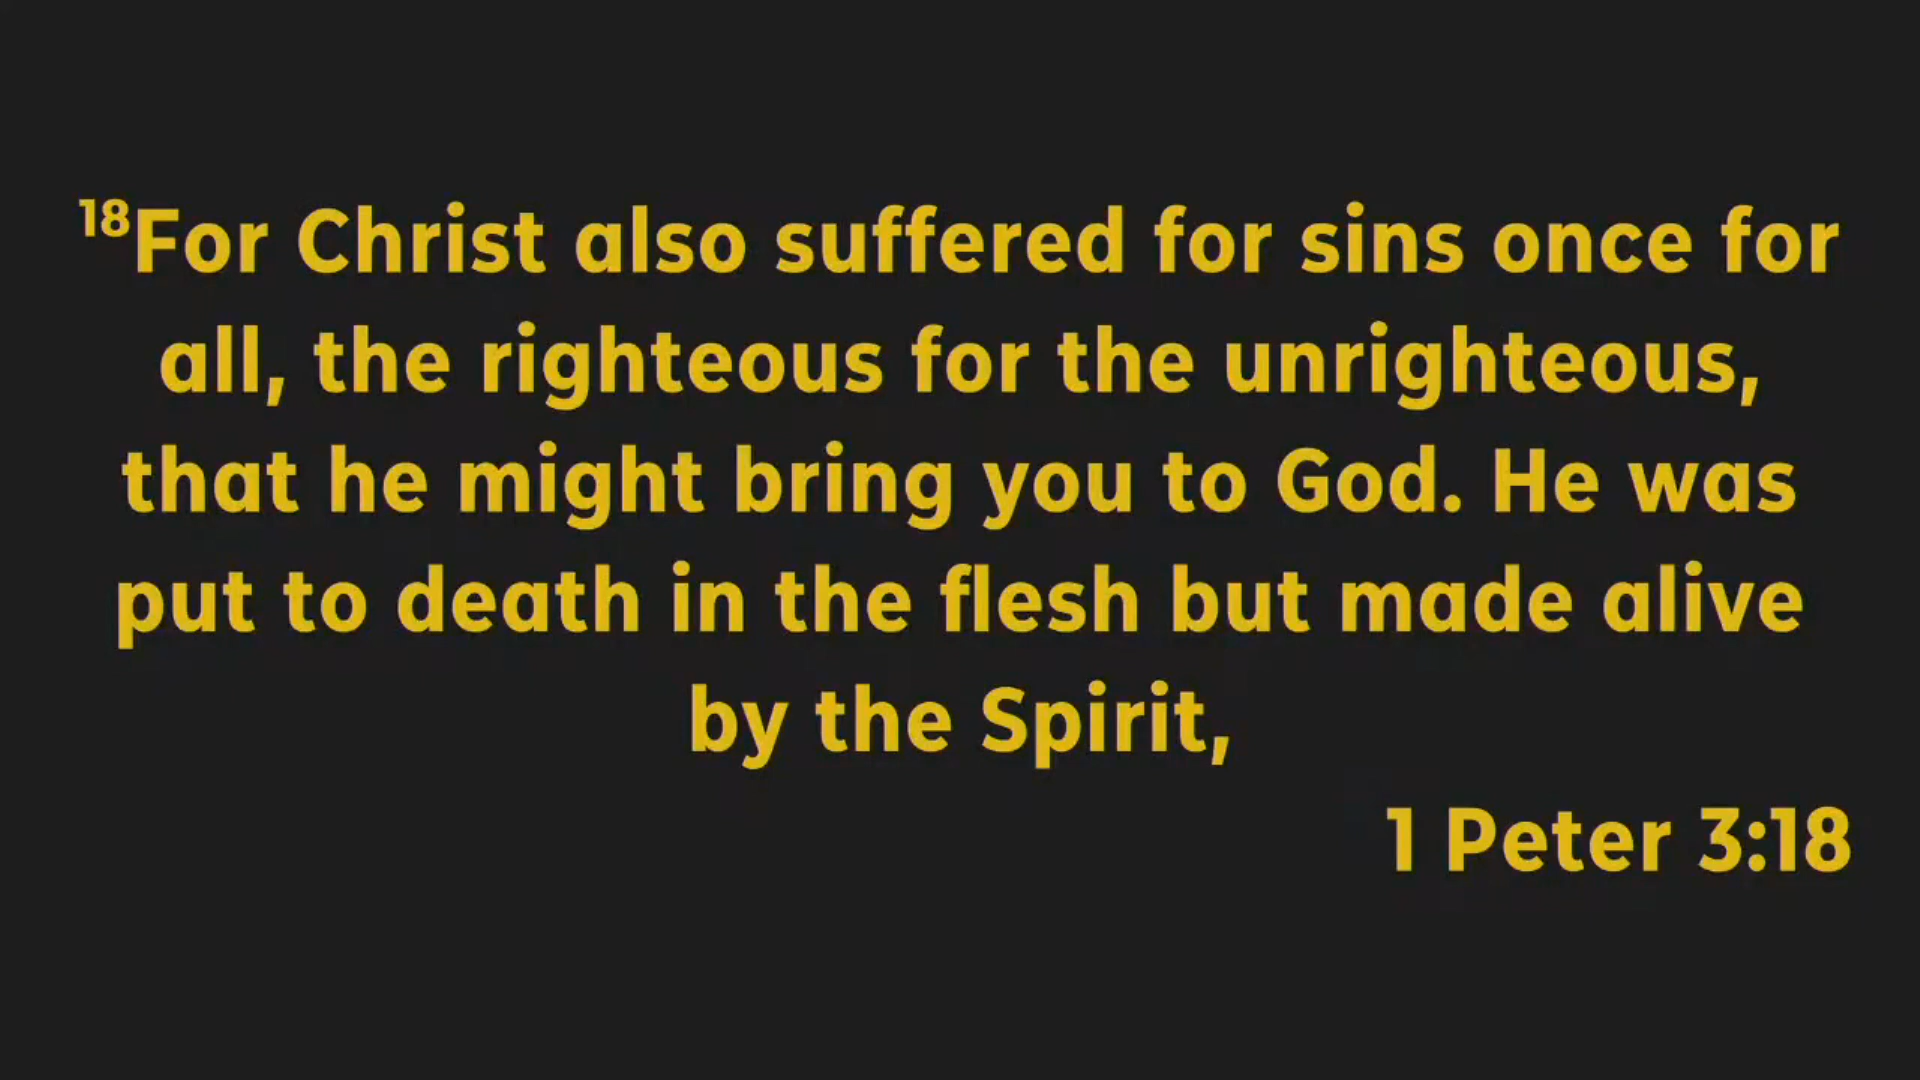 18For Christ also suffered for sins once for
all, the righteous for the unrighteous,
that he might bring you to God. He was
put to death in the flesh but made alive
by the Spirit,
1 Peter 3:18